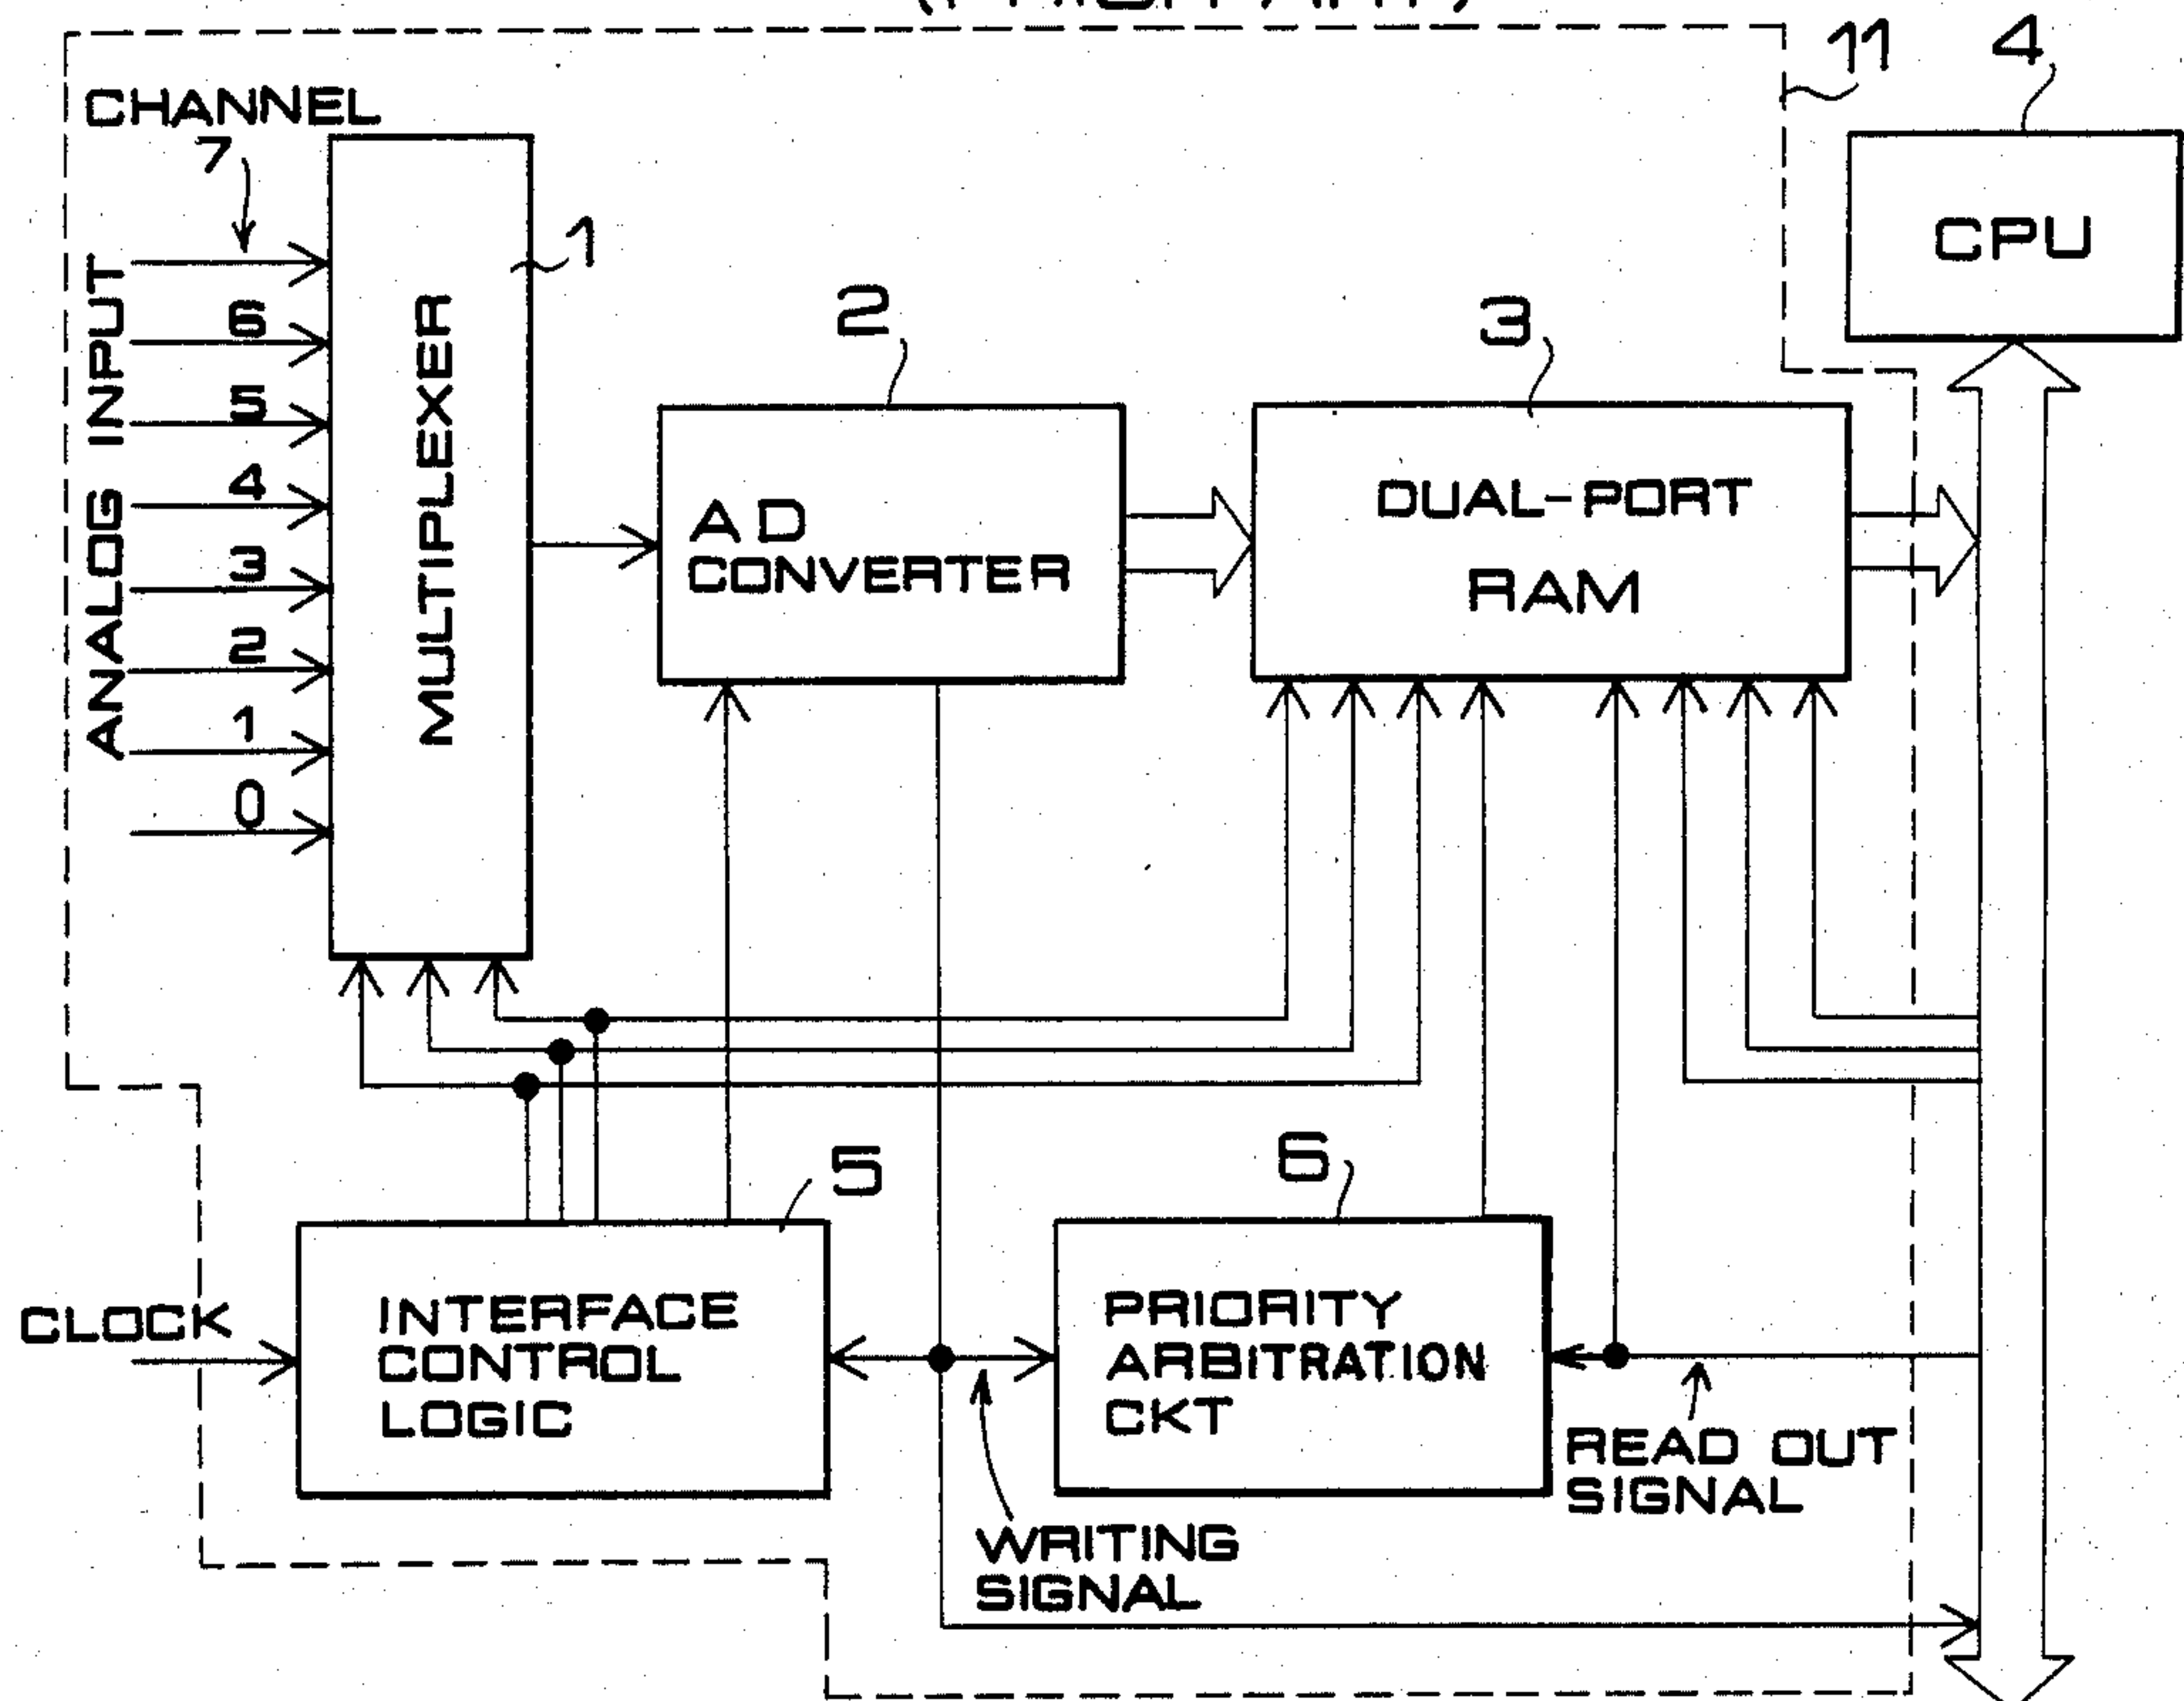 11
4
CHANNEL
7
6
5
4
3
2
1
0
ANALOG INPUT
MULTIPLEXER
1
2
AD
CONVERTER
3
DUAL-PORT
RAM
CPU
CLOCK
5
INTERFACE
CONTROL
LOGIC
6
PRIORITY
ARBITRATION
CKT
WRITING
SIGNAL
READ OUT
SIGNAL